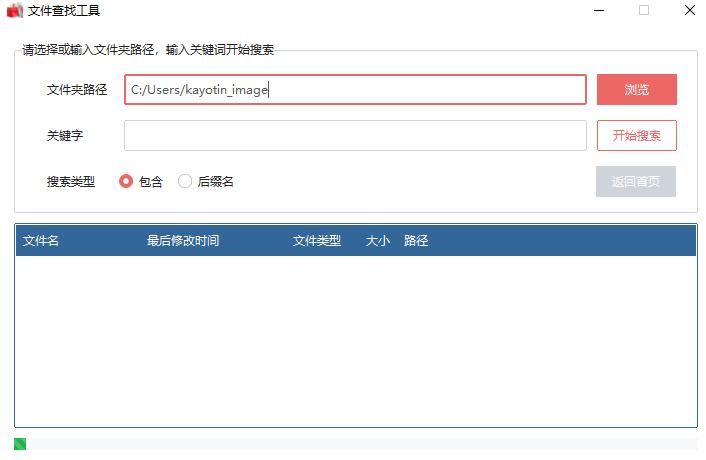 文件查找工具
请选择或输入文件夹路径，输入关键词开始搜索
文件夹路径 C:/Users/kayotin_image 浏览
关键字 开始搜索
搜索类型 包含 后缀名 返回首页
文件名 最后修改时间 文件类型 大小 路径